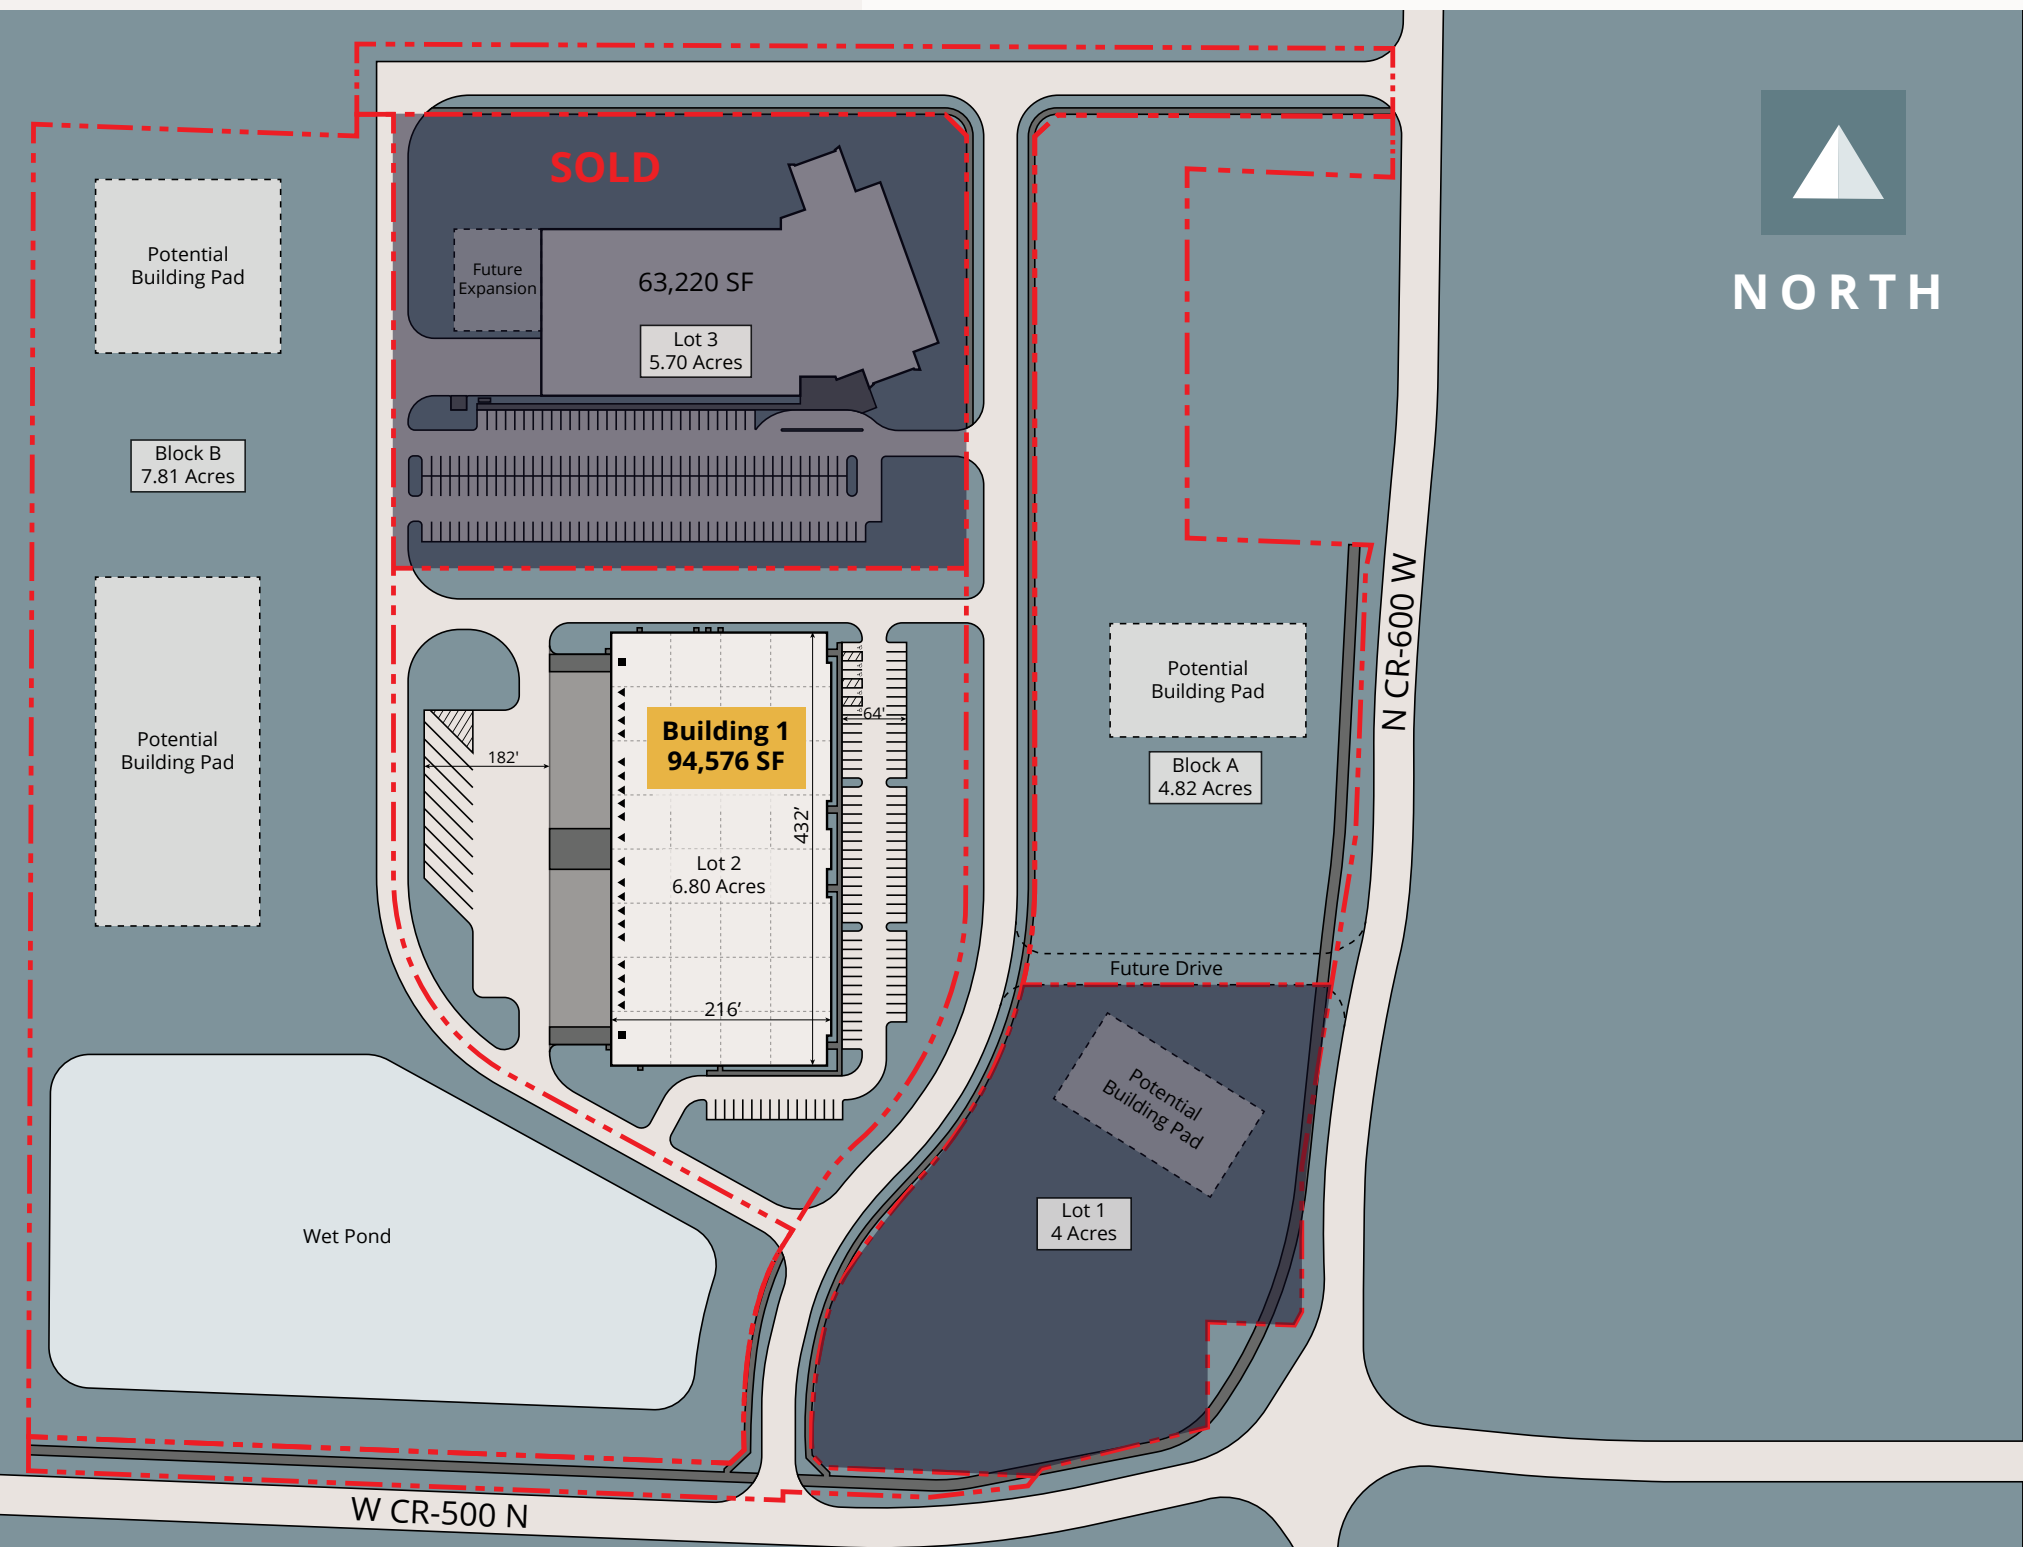 SOLD
NORTH
Potential
Building Pad
Future
Expansion
63,220 SF
Lot 3
5.70 Acres
Block B
7.81 Acres
Potential
Building Pad
N CR-600 W
Potential
Building Pad
Block A
4.82 Acres
64'
Building 1
94,576 SF
182'
432'
Lot 2
6.80 Acres
216'
Future Drive
Potential
Building Pad
Lot 1
4 Acres
Wet Pond
W CR-500 N